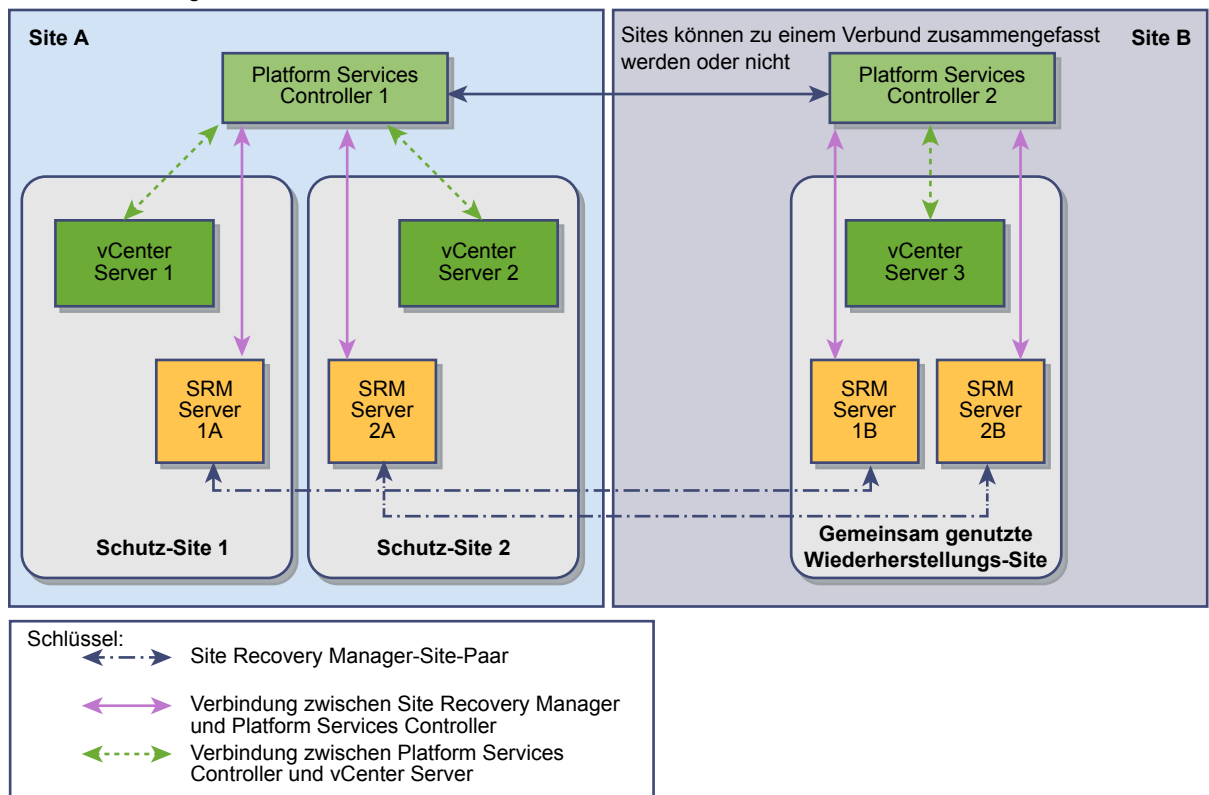 Site A
Sites können zu einem Verbund zusammengefasst
werden oder nicht
Site B
Platform Services
Controller 1
Platform Services
Controller 2
vCenter
Server 1
vCenter
Server 2
vCenter
Server 3
SRM
Server
1A
SRM
Server
2A
SRM
Server
1B
SRM
Server
2B
Schutz-Site 1
Schutz-Site 2
Gemeinsam genutzte
Wiederherstellungs-Site
Schlüssel:
Site Recovery Manager-Site-Paar
Verbindung zwischen Site Recovery Manager
und Platform Services Controller
Verbindung zwischen Platform Services
Controller und vCenter Server